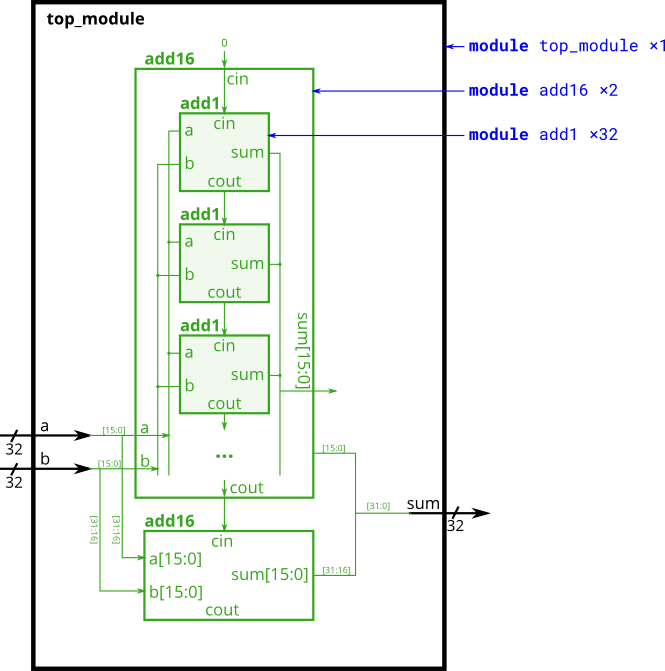 top_module
module top_module ×1
module add16 ×2
module add1 ×32
0
add16
cin
add1
cin
a
sum
b
cout
add1
cin
a
sum
b
cout
add1
cin
a
sum
b
cout
sum[15:0]
a
[15:0]
a
32
b
[15:0]
b
32
...
[15:0]
cout
[31:16]
[31:16]
[31:0]
sum
32
add16
cin
a[15:0]
sum[15:0]
[31:16]
b[15:0]
cout